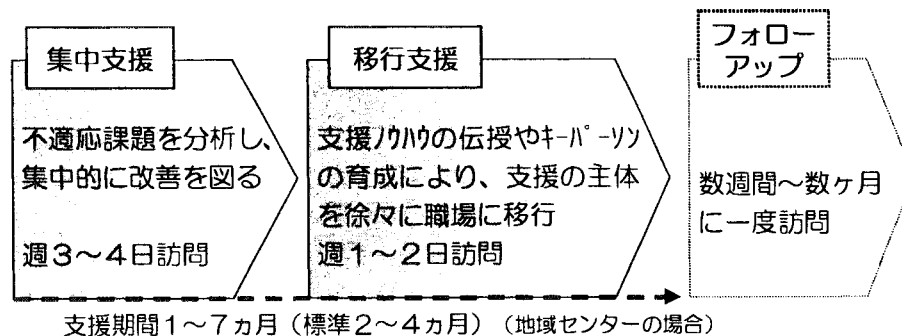 集中支援
不適応課題を分析し、
集中的に改善を図る
週3～4日訪問
移行支援
支援ﾉｳﾊｳの伝授やｷｰﾊﾟｰｿﾝ
の育成により、支援の主体
を徐々に職場に移行
週1～2日訪問
フォロー
アップ
数週間～数ヶ月
に一度訪問
支援期間1～7ヵ月（標準2～4ヵ月）（地域センターの場合）